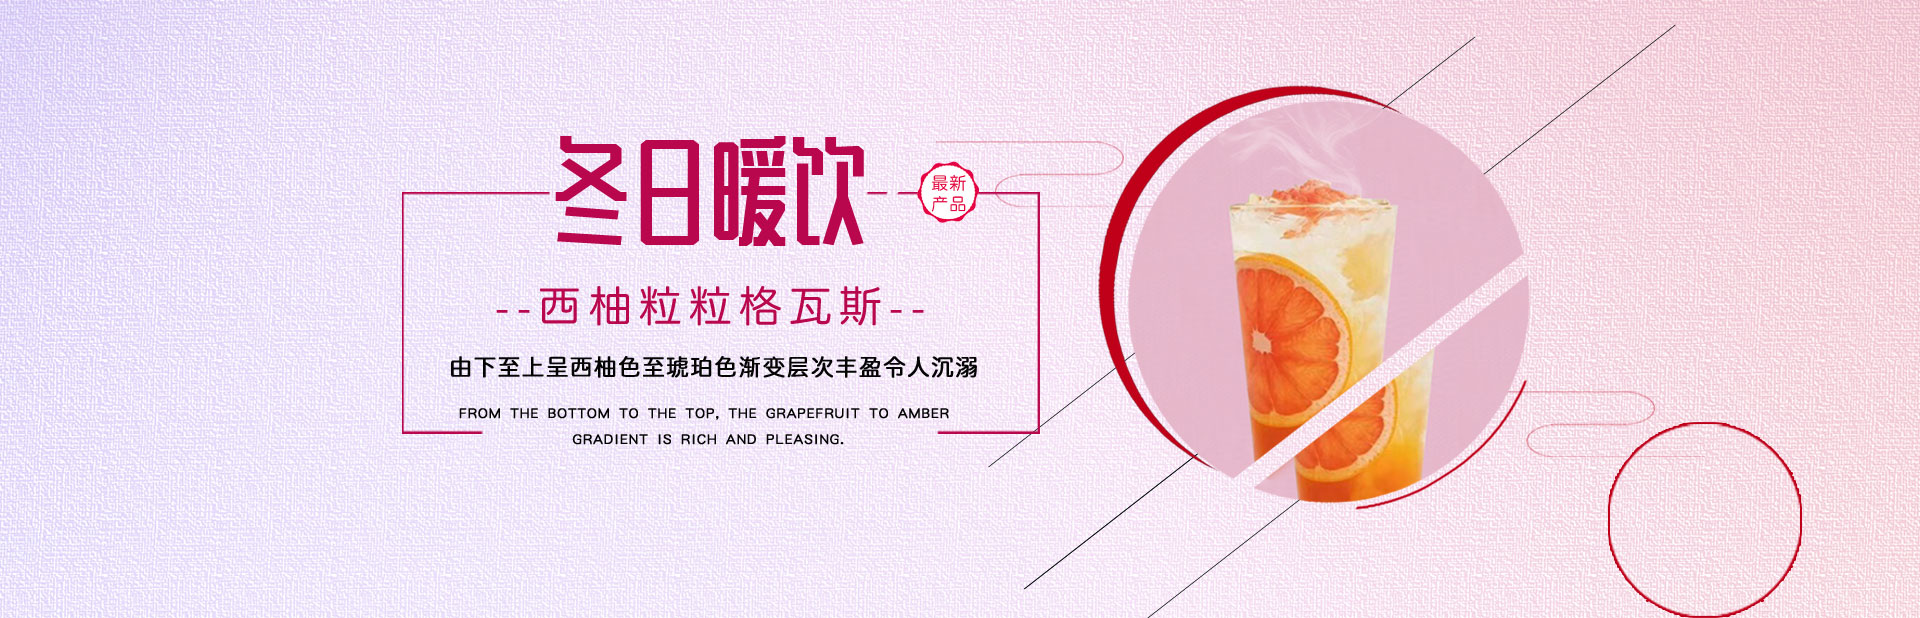 冬日暖饮
最新
产品
--西柚粒粒格瓦斯--
由下至上呈西柚色至琥珀色渐变层次丰盈令人沉溺
FROM THE BOTTOM TO THE TOP, THE GRAPEFRUIT TO AMBER
GRADIENT IS RICH AND PLEASING.